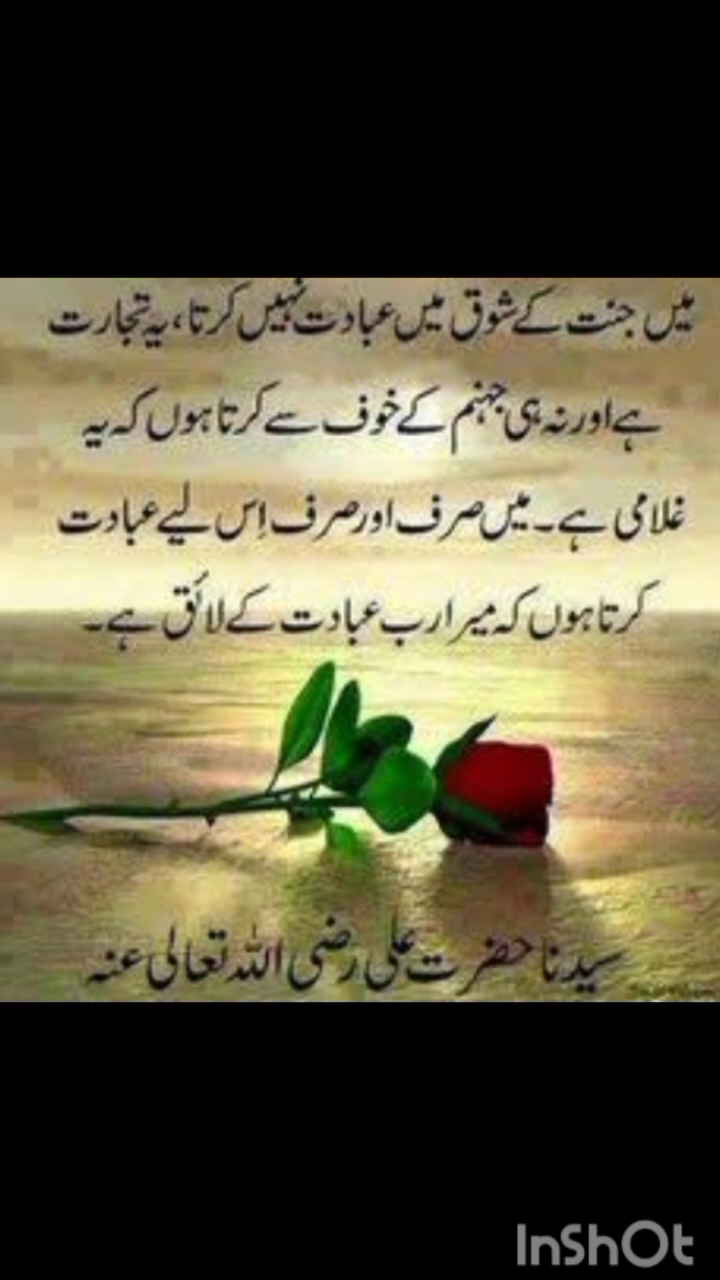 میں جنت کے شوق میں عبادت نہیں کرتا، یہ تجارت
ہے اور نہ ہی جہنم کے خوف سے کرتا ہوں کہ یہ
غلامی ہے۔ میں صرف اور صرف اِس لیے عبادت
کرتا ہوں کہ میرا رب عبادت کے لائق ہے۔
سیدنا حضرت علی رضی اللہ تعالی عنہ
InShOt